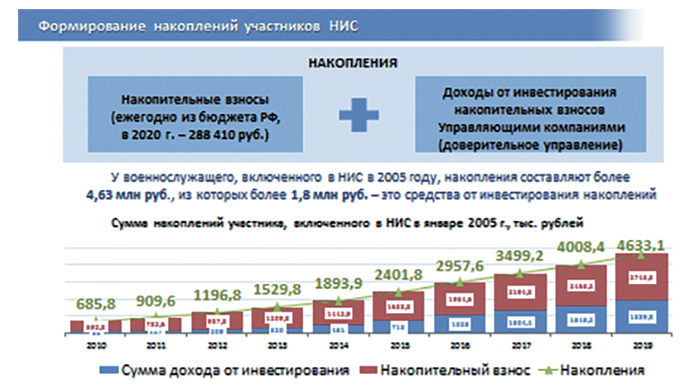 Формирование накоплений участников НИС
НАКОПЛЕНИЯ
Накопительные взносы
(ежегодно из бюджета РФ,
в 2020 г. – 288 410 руб.)
Доходы от инвестирования
накопительных взносов
Управляющими компаниями
(доверительное управление)
У военнослужащего, включенного в НИС в 2005 году, накопления составляют более
4,63 млн руб., из которых более 1,8 млн руб. – это средства от инвестирования накоплений
Сумма накоплений участника, включенного в НИС в январе 2005 г., тыс. рублей
685,8 909,6 1196,8 1529,8 1893,9 2401,8 2957,6 3499,2 4008,4 4633,1
2010 2011 2012 2013 2014 2015 2016 2017 2018 2019
Сумма дохода от инвестирования Накопительный взнос Накопления